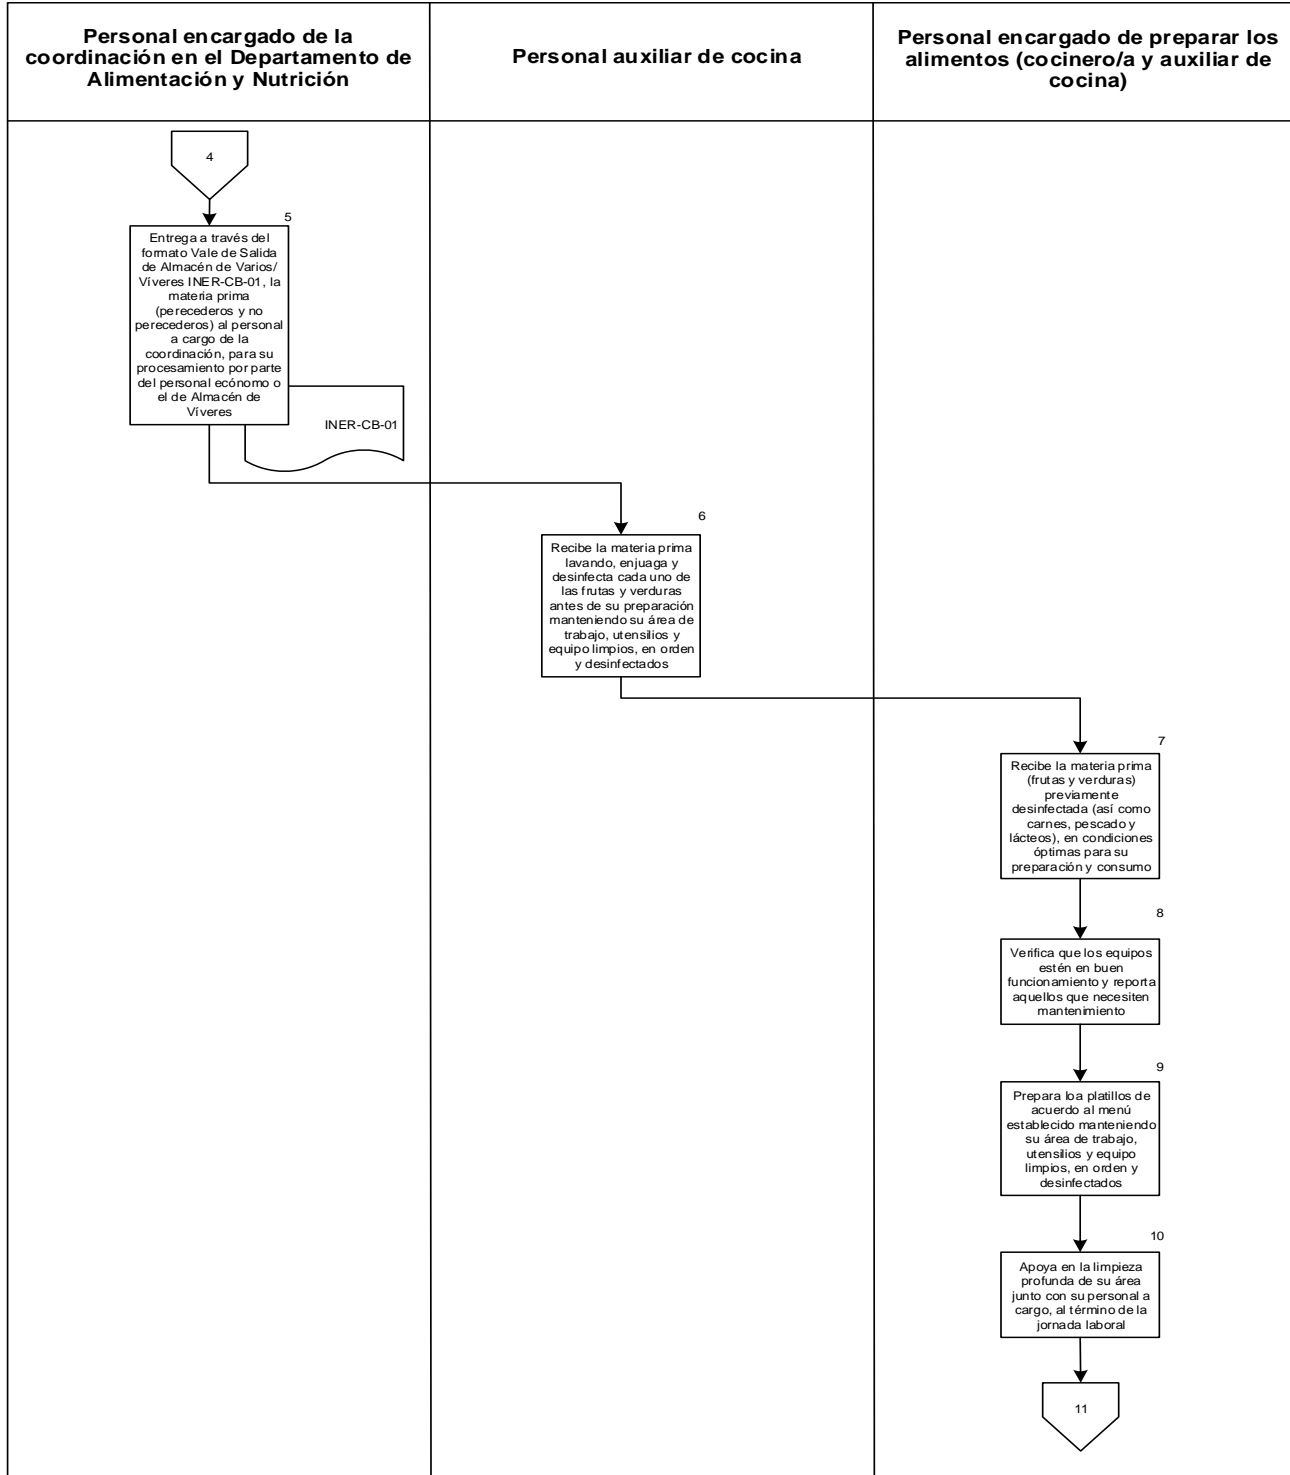 Personal encargado de la
coordinación en el Departamento de
Alimentación y Nutrición
Personal auxiliar de cocina
Personal encargado de preparar los
alimentos (cocinero/a y auxiliar de
cocina)
4
5
Entrega a través del
formato Vale de Salida
de Almacén de Varios/
Víveres INER-CB-01, la
materia prima
(perecederos y no
perecederos) al personal
a cargo de la
coordinación, para su
procesamiento por parte
del personal ecónomo o
el de Almacén de
Víveres
INER-CB-01
6
Recibe la materia prima
lavando, enjuaga y
desinfecta cada uno de
las frutas y verduras
antes de su preparación
manteniendo su área de
trabajo, utensilios y
equipo limpios, en orden
y desinfectados
7
Recibe la materia prima
(frutas y verduras)
previamente
desinfectada (así como
carnes, pescado y
lácteos), en condiciones
óptimas para su
preparación y consumo
8
Verifica que los equipos
estén en buen
funcionamiento y reporta
aquellos que necesiten
mantenimiento
9
Prepara loa platillos de
acuerdo al menú
establecido manteniendo
su área de trabajo,
utensilios y equipo
limpios, en orden y
desinfectados
10
Apoya en la limpieza
profunda de su área
junto con su personal a
cargo, al término de la
jornada laboral
11